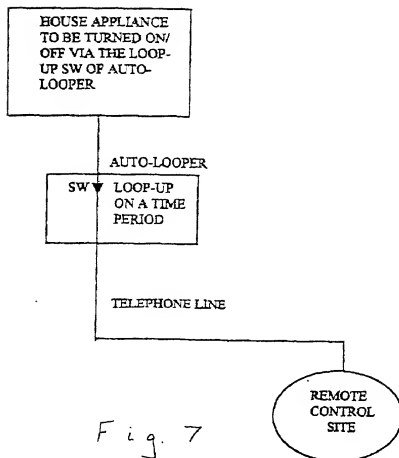 HOUSE APPLIANCE
TO BE TURNED ON/
OFF VIA THE LOOP-
UP SW OF AUTO-
LOOPER
AUTO-LOOPER
SW LOOP-UP
ON A TIME
PERIOD
TELEPHONE LINE
REMOTE
CONTROL
SITE
Fig. 7